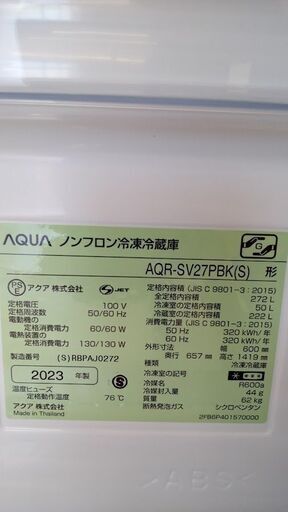 AQUA ノンフロン冷凍冷蔵庫
AQR-SV27PBK(S) 形
PS
E
アクア 株式会社
S JET
定格電圧 100 V
定格周波数 50/60 Hz
電動機の
定格消費電力 60/60 W
電熱装置の
定格消費電力 130/130 W
製造番号 (S) RBPAJ0272
2023 年製
S
温度ヒューズ
定格動作温度 76℃
アクア 株式会社
Made in Thailand
G
定格内容積 (JIS C 9801-3 : 2015)
全定格内容積 272 L
冷凍室の定格内容積 50 L
冷蔵室の定格内容積 222 L
消費電力量 (JIS C 9801-3 : 2015)
50 Hz 320 kWh/年
60 Hz 320 kWh/年
外形寸法 幅 600 mm
奥行 657 mm 高さ 1419 mm
種類 冷凍冷蔵庫
冷凍室の記号
冷媒名 R600a
冷媒封入量 44 g
質量 62 kg
断熱発泡ガス シクロペンタン
2FB6P401570000
>ABS<